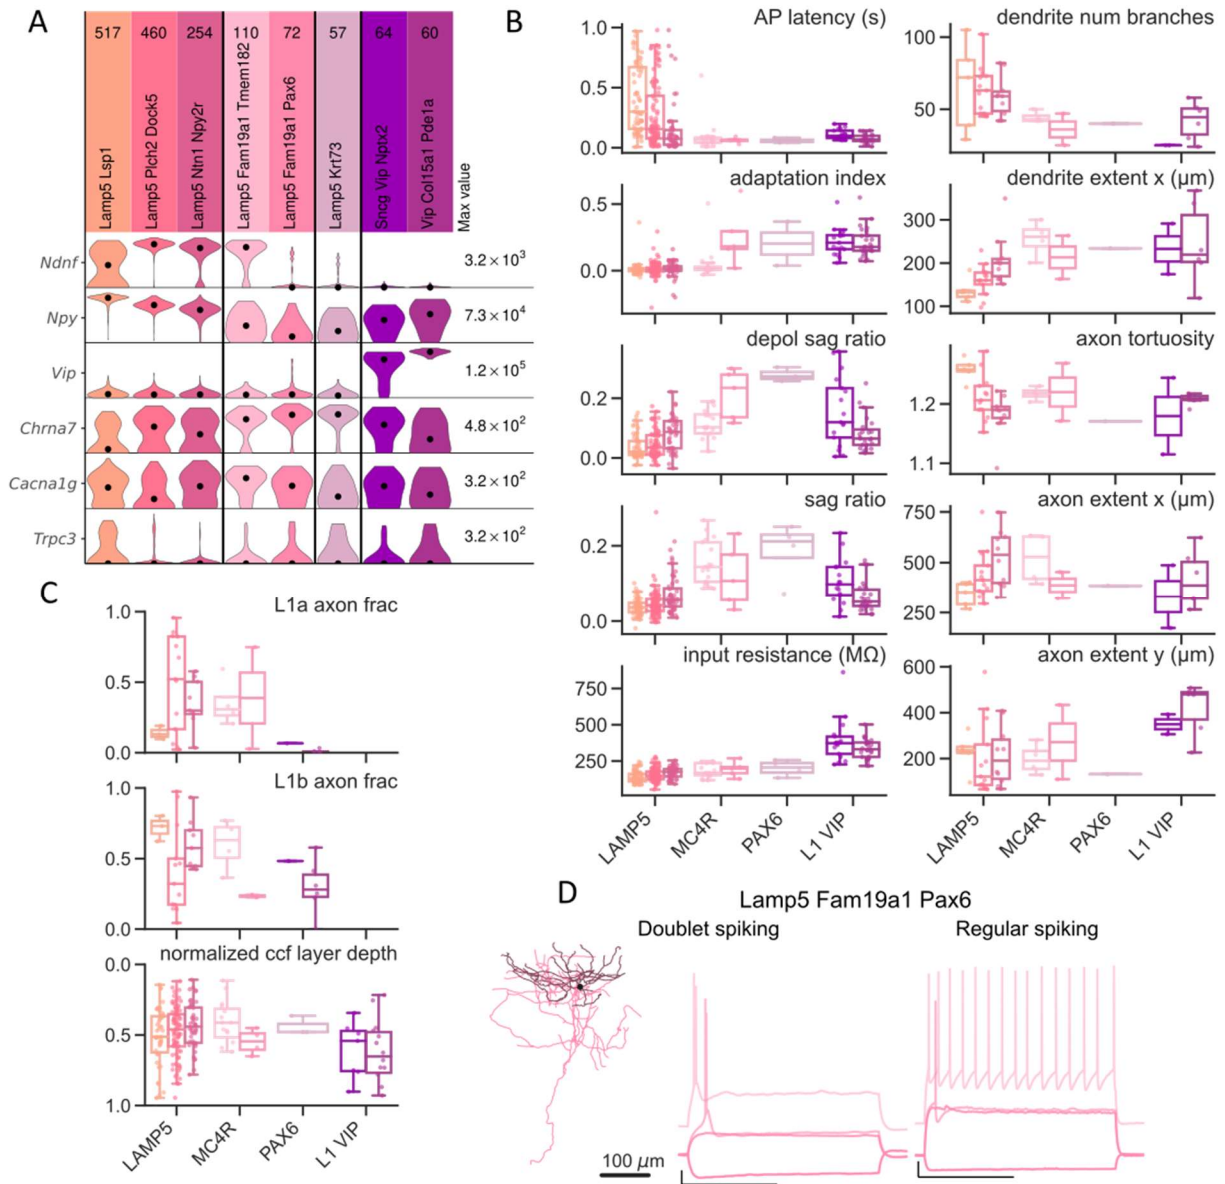 A
517 460 254 110 72 57 64 60
Lamp5 Lsp1
Lamp5 Plch2 Dock5
Lamp5 Ntn1 Npy2r
Lamp5 Fam19a1 Tmem182
Lamp5 Fam19a1 Pax6
Lamp5 Krt73
Sncg Vip Nptx2
Vip Col15a1 Pde1a
Max value
Ndnf 3.2 × 10³
Npy 7.3 × 10⁴
Vip 1.2 × 10⁵
Chrna7 4.8 × 10²
Cacna1g 3.2 × 10²
Trpc3 3.2 × 10²
B
AP latency (s)
1.0
0.5
0.0
dendrite num branches
100
50
adaptation index
0.5
0.0
dendrite extent x (μm)
300
200
100
depol sag ratio
0.2
0.0
axon tortuosity
1.2
1.1
sag ratio
0.2
0.0
axon extent x (μm)
750
500
250
input resistance (MΩ)
750
500
250
axon extent y (μm)
600
400
200
LAMP5 MC4R PAX6 L1 VIP
LAMP5 MC4R PAX6 L1 VIP
C
L1a axon frac
1.0
0.5
0.0
L1b axon frac
1.0
0.5
0.0
normalized ccf layer depth
0.0
0.5
1.0
LAMP5 MC4R PAX6 L1 VIP
D
Lamp5 Fam19a1 Pax6
Doublet spiking Regular spiking
100 μm